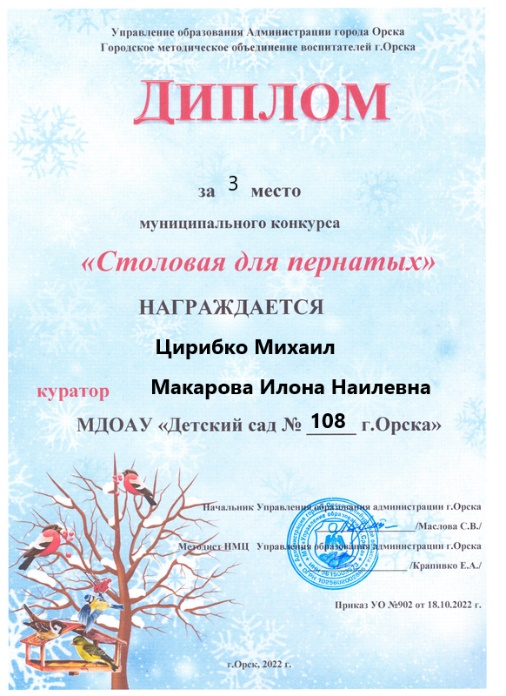 Управление образования Администрации города Орска
Городское методическое объединение воспитателей г.Орска
ДИПЛОМ
за 3 место
муниципального конкурса
«Столовая для пернатых»
НАГРАЖДАЕТСЯ
Цирибко Михаил
куратор Макарова Илона Наилевна
МДОАУ «Детский сад № 108 г.Орска»
Начальник Управления образования администрации г.Орска
/Маслова С.В./
Методист НМЦ Управления образования администрации г.Орска
/Крапивко Е.А./
Приказ УО №902 от 18.10.2022 г.
г.Орск, 2022 г.